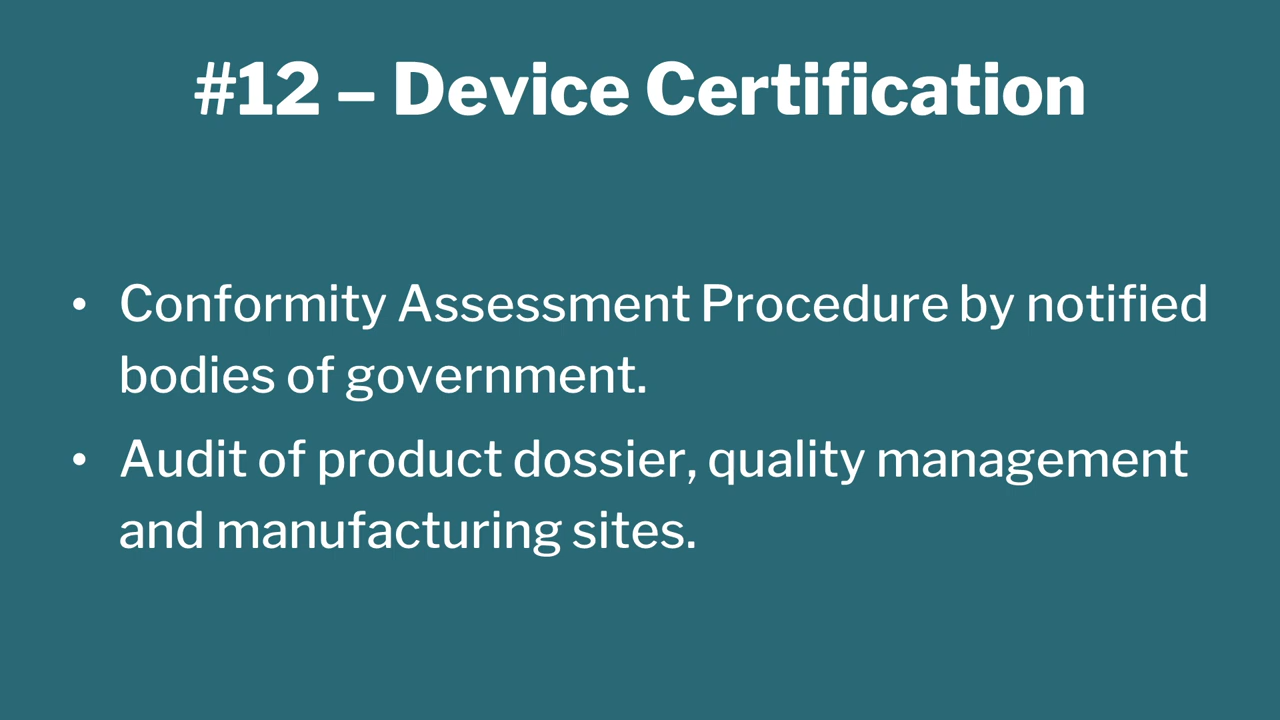 #12 – Device Certification
• Conformity Assessment Procedure by notified
bodies of government.
• Audit of product dossier, quality management
and manufacturing sites.